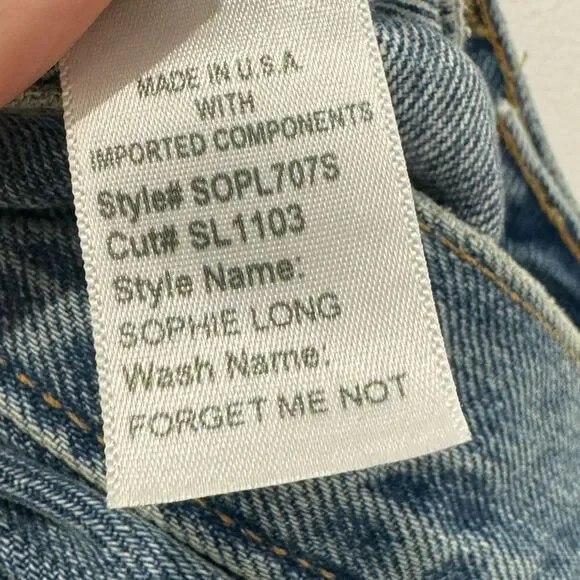 MADE IN U.S.A.
WITH
IMPORTED COMPONENTS
Style# SOPL707S
Cut# SL1103
Style Name:
SOPHIE LONG
Wash Name:
FORGET ME NOT